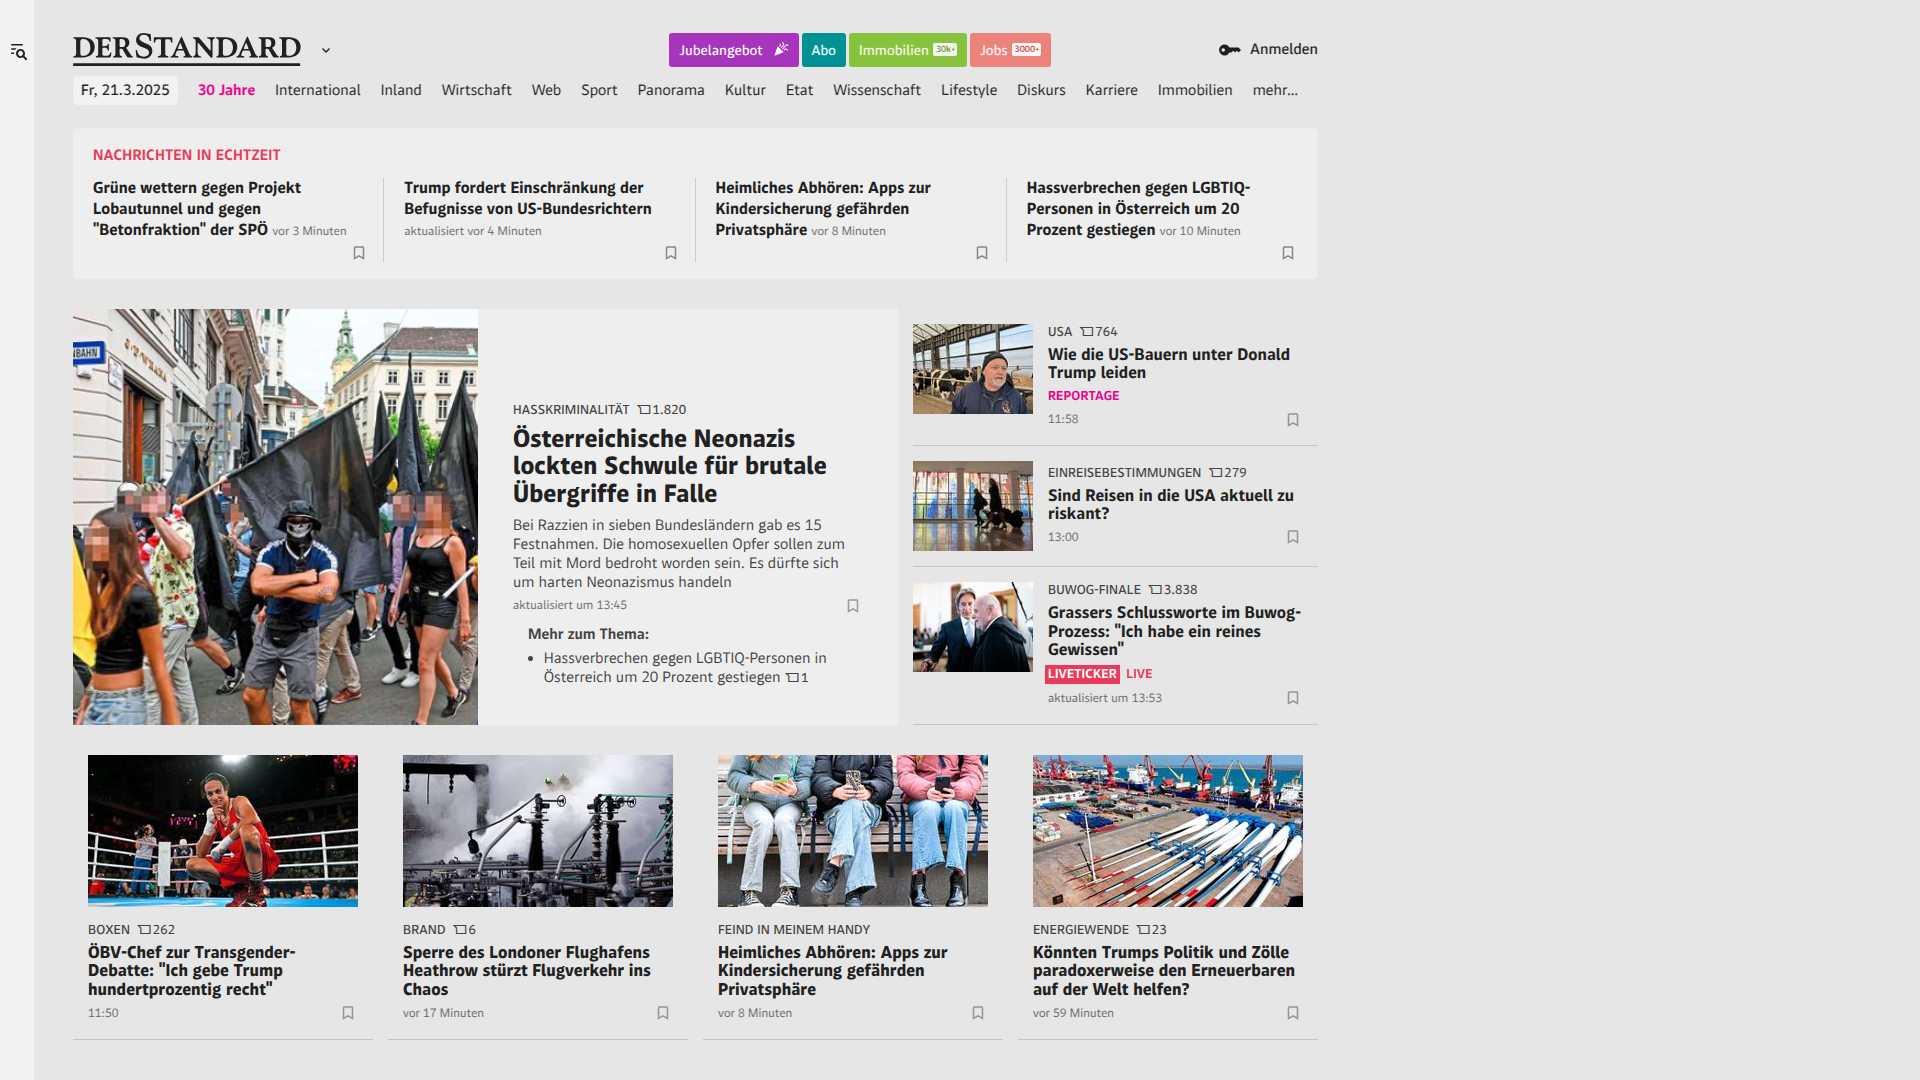 DERSTANDARD
Jubelangebot
Abo
Immobilien 30k+
Jobs 3000+
Anmelden
Fr, 21.3.2025
30 Jahre
International
Inland
Wirtschaft
Web
Sport
Panorama
Kultur
Etat
Wissenschaft
Lifestyle
Diskurs
Karriere
Immobilien
mehr...
NACHRICHTEN IN ECHTZEIT
Grüne wettern gegen Projekt
Lobautunnel und gegen
"Betonfraktion" der SPÖ vor 3 Minuten
Trump fordert Einschränkung der
Befugnisse von US-Bundesrichtern
aktualisiert vor 4 Minuten
Heimliches Abhören: Apps zur
Kindersicherung gefährden
Privatsphäre vor 8 Minuten
Hassverbrechen gegen LGBTIQ-
Personen in Österreich um 20
Prozent gestiegen vor 10 Minuten
BAHN
HASSKRIMINALITÄT 1.820
Österreichische Neonazis
lockten Schwule für brutale
Übergriffe in Falle
Bei Razzien in sieben Bundesländern gab es 15
Festnahmen. Die homosexuellen Opfer sollen zum
Teil mit Mord bedroht worden sein. Es dürfte sich
um harten Neonazismus handeln
aktualisiert um 13:45
Mehr zum Thema:
• Hassverbrechen gegen LGBTIQ-Personen in
Österreich um 20 Prozent gestiegen 1
USA 764
Wie die US-Bauern unter Donald
Trump leiden
REPORTAGE
11:58
EINREISEBESTIMMUNGEN 279
Sind Reisen in die USA aktuell zu
riskant?
13:00
BUWOG-FINALE 3.838
Grassers Schlussworte im Buwog-
Prozess: "Ich habe ein reines
Gewissen"
LIVETICKER LIVE
aktualisiert um 13:53
BOXEN 262
ÖBV-Chef zur Transgender-
Debatte: "Ich gebe Trump
hundertprozentig recht"
11:50
BRAND 6
Sperre des Londoner Flughafens
Heathrow stürzt Flugverkehr ins
Chaos
vor 17 Minuten
FEIND IN MEINEM HANDY
Heimliches Abhören: Apps zur
Kindersicherung gefährden
Privatsphäre
vor 8 Minuten
ENERGIEWENDE 23
Könnten Trumps Politik und Zölle
paradoxerweise den Erneuerbaren
auf der Welt helfen?
vor 59 Minuten